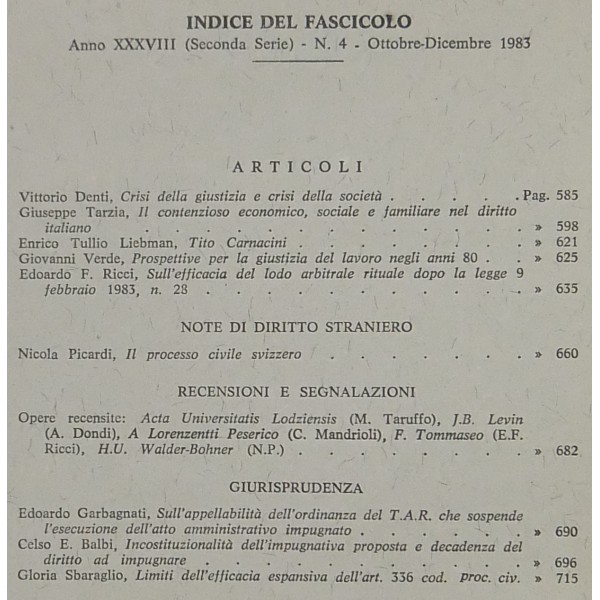 INDICE DEL FASCICOLO
Anno XXXVIII (Seconda Serie) - N. 4 - Ottobre-Dicembre 1983
ARTICOLI
Vittorio Denti, Crisi della giustizia e crisi della società . . . . . Pag. 585
Giuseppe Tarzia, Il contenzioso economico, sociale e familiare nel diritto
italiano . . . . . . . . . . . » 598
Enrico Tullio Liebman, Tito Carnacini . . . . . . . » 621
Giovanni Verde, Prospettive per la giustizia del lavoro negli anni 80 . . » 625
Edoardo F. Ricci, Sull'efficacia del lodo arbitrale rituale dopo la legge 9
febbraio 1983, n. 28 . . . . . . . . . » 635
NOTE DI DIRITTO STRANIERO
Nicola Picardi, Il processo civile svizzero . . . . . . . » 660
RECENSIONI E SEGNALAZIONI
Opere recensite: Acta Universitatis Lodziensis (M. Taruffo), J.B. Levin
(A. Dondi), A Lorenzentti Peserico (C. Mandrioli), F. Tommaseo (E.F.
Ricci), H.U. Walder-Bohner (N.P.) . . . . . . . » 682
GIURISPRUDENZA
Edoardo Garbagnati, Sull'appellabilità dell'ordinanza del T.A.R. che sospende
l'esecuzione dell'atto amministrativo impugnato . . . . . » 690
Celso E. Balbi, Incostituzionalità dell'impugnativa proposta e decadenza del
diritto ad impugnare . . . . . . . . . » 696
Gloria Sbaraglio, Limiti dell'efficacia espansiva dell'art. 336 cod. proc. civ. » 715